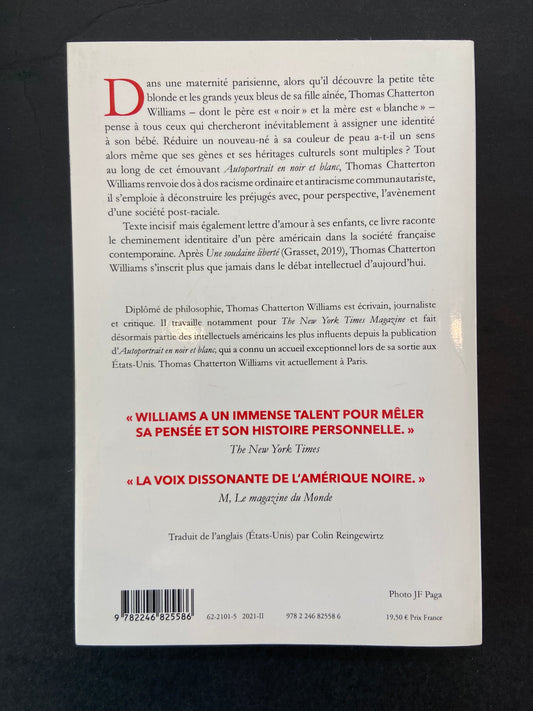 Dans une maternité parisienne, alors qu'il découvre la petite tête
blonde et les grands yeux bleus de sa fille aînée, Thomas Chatterton
Williams – dont le père est « noir » et la mère est « blanche » –
pense à tous ceux qui chercheront inévitablement à assigner une identité
à son bébé. Réduire un nouveau-né à sa couleur de peau a-t-il un sens
alors même que ses gènes et ses héritages culturels sont multiples ? Tout
au long de cet émouvant Autoportrait en noir et blanc, Thomas Chatterton
Williams renvoie dos à dos racisme ordinaire et antiracisme communautariste,
il s'emploie à déconstruire les préjugés avec, pour perspective, l'avènement
d'une société post-raciale.
Texte incisif mais également lettre d'amour à ses enfants, ce livre raconte
le cheminement identitaire d'un père américain dans la société française
contemporaine. Après Une soudaine liberté (Grasset, 2019), Thomas Chatterton
Williams s'inscrit plus que jamais dans le débat intellectuel d'aujourd'hui.
Diplômé de philosophie, Thomas Chatterton Williams est écrivain, journaliste
et critique. Il travaille notamment pour The New York Times Magazine et fait
désormais partie des intellectuels américains les plus influents depuis la publication
d'Autoportrait en noir et blanc, qui a connu un accueil exceptionnel lors de sa sortie aux
États-Unis. Thomas Chatterton Williams vit actuellement à Paris.
« WILLIAMS A UN IMMENSE TALENT POUR MÊLER
SA PENSÉE ET SON HISTOIRE PERSONNELLE. »
The New York Times
« LA VOIX DISSONANTE DE L'AMÉRIQUE NOIRE. »
M, Le magazine du Monde
Traduit de l'anglais (États-Unis) par Colin Reingewirtz
Photo JF Paga
9 782246 825586
62-2101-5 2021-II
978 2 246 82558 6
19,50 € Prix France